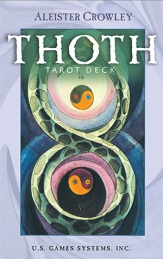 ALEISTER CROWLEY
THOTH
TAROT DECK
U.S. GAMES SYSTEMS, INC.